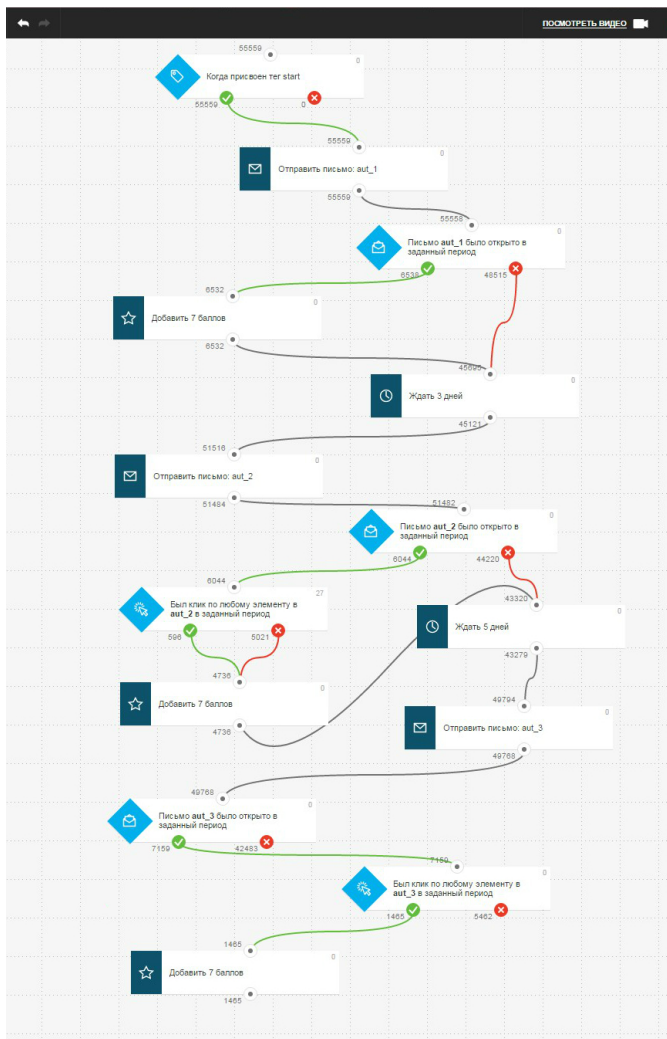 ПОСМОТРЕТЬ ВИДЕО
55559
0
Когда присвоен тег start
55559
0
55559
0
Отправить письмо: aut_1
55559
55558
0
Письмо aut_1 было открыто в
заданный период
6538
48515
6532
0
Добавить 7 баллов
6532
45695
0
Ждать 3 дней
45121
51516
0
Отправить письмо: aut_2
51484
51482
0
Письмо aut_2 было открыто в
заданный период
6044
44220
6044
27
Был клик по любому элементу в
aut_2 в заданный период
596
5021
43320
0
Ждать 5 дней
43279
4736
0
Добавить 7 баллов
4736
49794
0
Отправить письмо: aut_3
49768
49768
0
Письмо aut_3 было открыто в
заданный период
7159
42483
7159
0
Был клик по любому элементу в
aut_3 в заданный период
1465
5462
1465
0
Добавить 7 баллов
1465